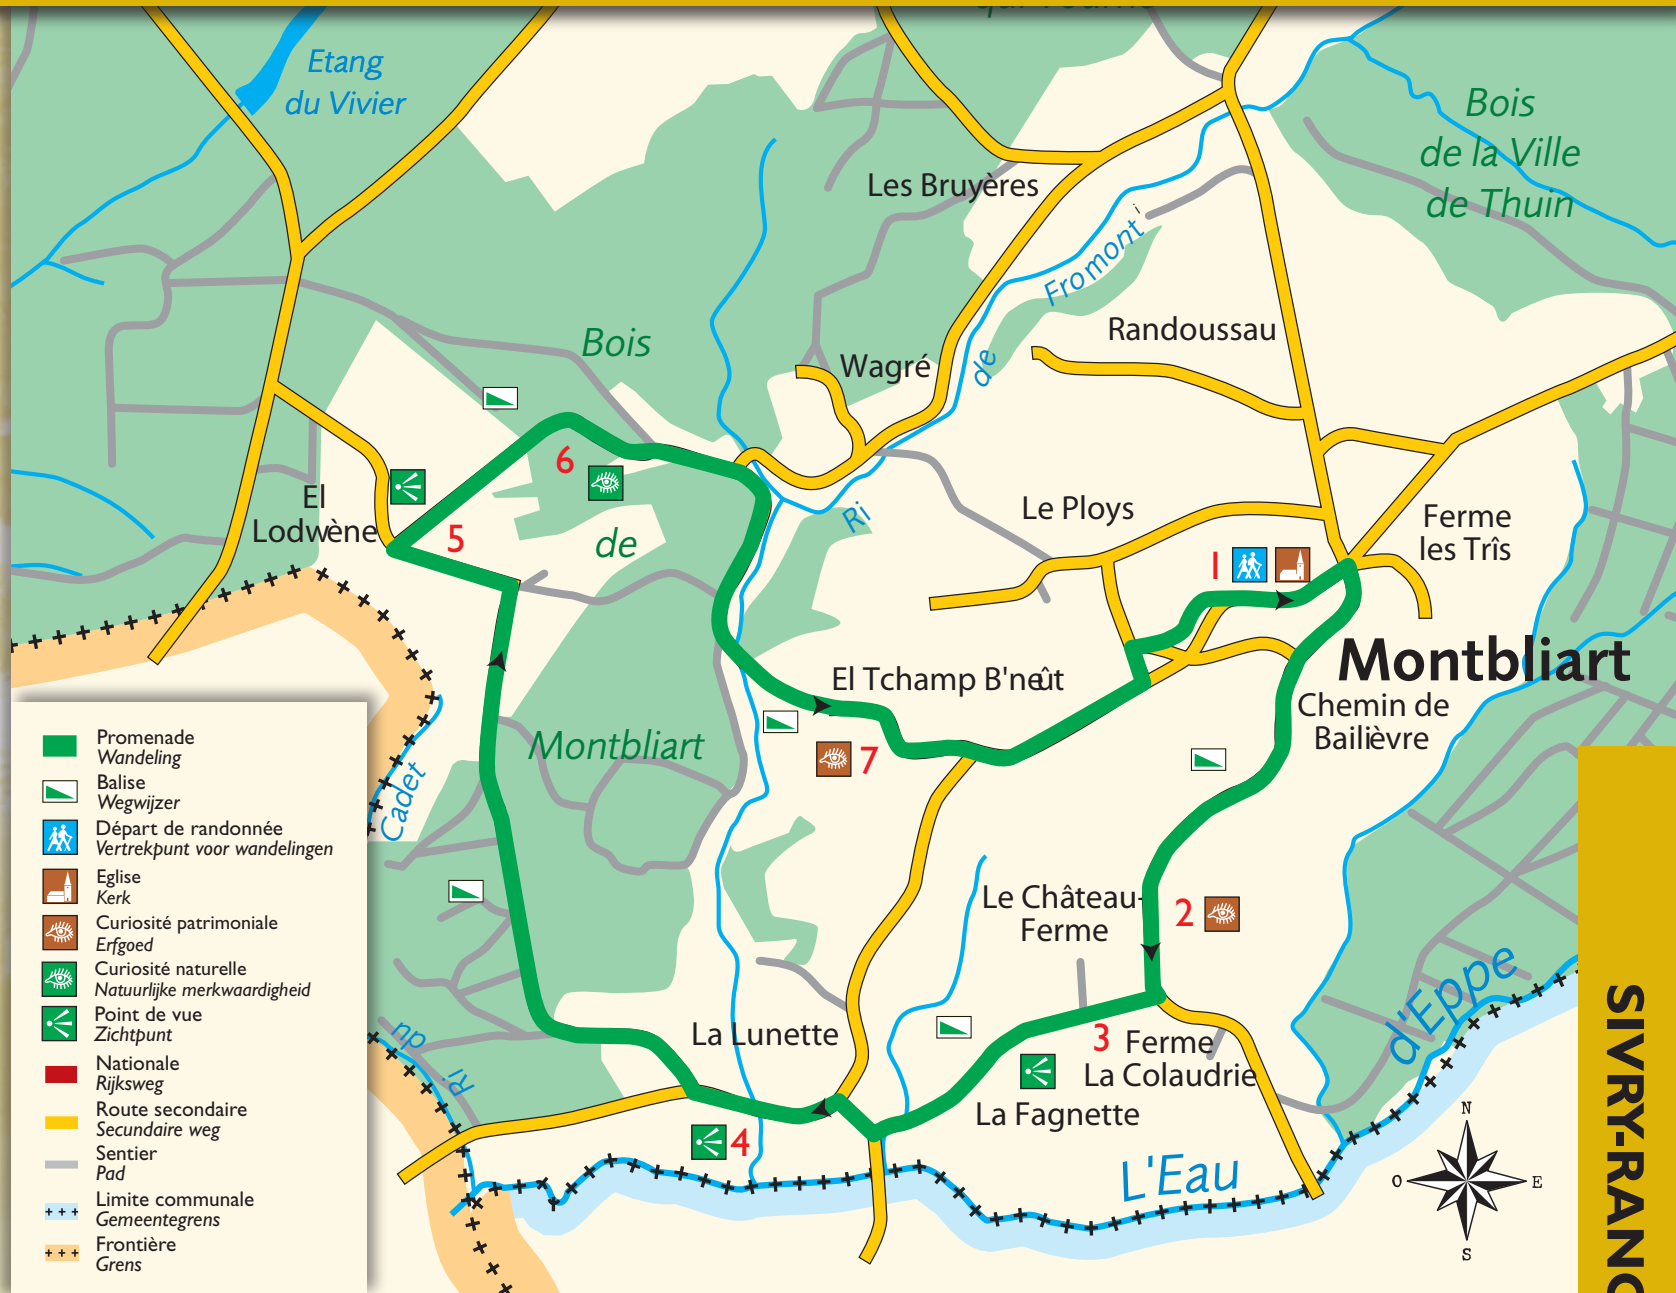 Etang
du Vivier
Bois
de la Ville
de Thuin
Les Bruyères
Fromont
de
Ri
Randoussau
Bois
Wagré
6
El
Lodwène
5
de
Le Ploys
Ferme
les Trîs
1
Montbliart
El Tchamp B'neût
Chemin de
Bailièvre
Montbliart
7
Cadet
du
Ri
Le Château-
Ferme
2
La Lunette
3
Ferme
La Colaudrie
La Fagnette
4
L'Eau
d'Eppe
N
O
E
S
SIVRY-RANC
Promenade
Wandeling
Balise
Wegwijzer
Départ de randonnée
Vertrekpunt voor wandelingen
Eglise
Kerk
Curiosité patrimoniale
Erfgoed
Curiosité naturelle
Natuurlijke merkwaardigheid
Point de vue
Zichtpunt
Nationale
Rijksweg
Route secondaire
Secundaire weg
Sentier
Pad
Limite communale
Gemeentegrens
Frontière
Grens